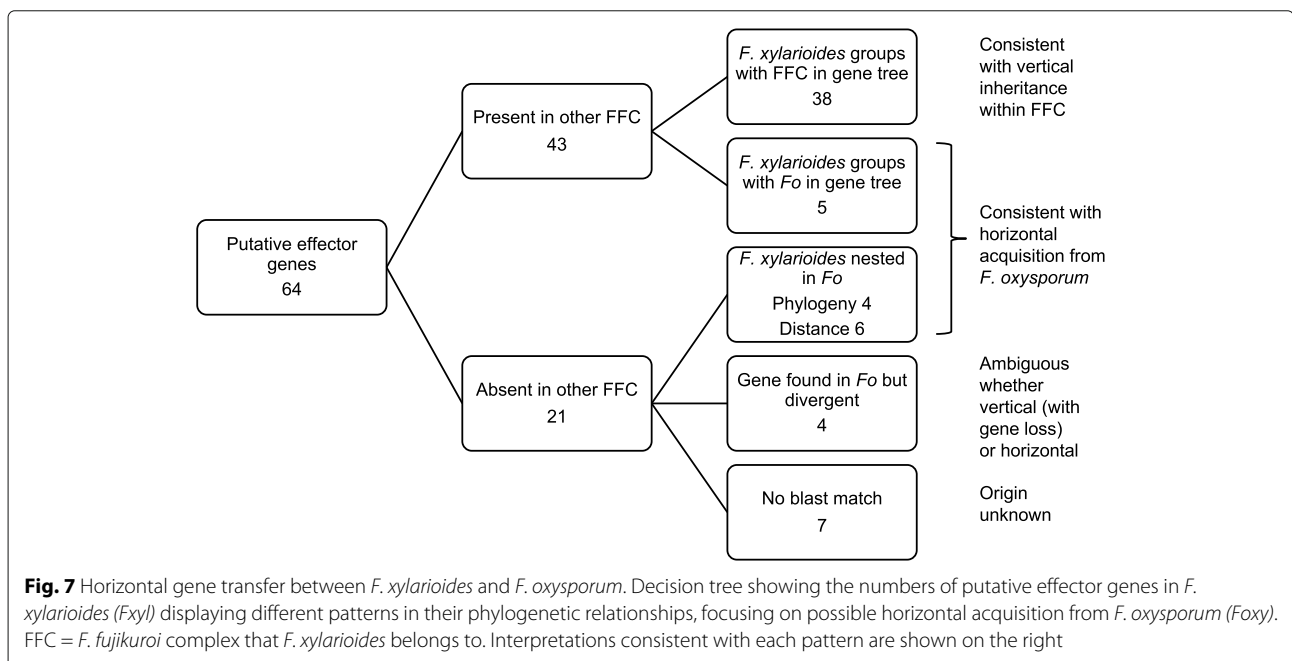 Putative effector
genes
64
Present in other FFC
43
Absent in other FFC
21
F. xylarioides groups
with FFC in gene tree
38
F. xylarioides groups
with Fo in gene tree
5
F. xylarioides nested
in Fo
Phylogeny 4
Distance 6
Gene found in Fo but
divergent
4
No blast match
7
Consistent
with vertical
inheritance
within FFC
Consistent with
horizontal
acquisition from
F. oxysporum
Ambiguous
whether
vertical (with
gene loss)
or horizontal
Origin
unknown
Fig. 7 Horizontal gene transfer between F. xylarioides and F. oxysporum. Decision tree showing the numbers of putative effector genes in F.
xylarioides (Fxyl) displaying different patterns in their phylogenetic relationships, focusing on possible horizontal acquisition from F. oxysporum (Foxy).
FFC = F. fujikuroi complex that F. xylarioides belongs to. Interpretations consistent with each pattern are shown on the right